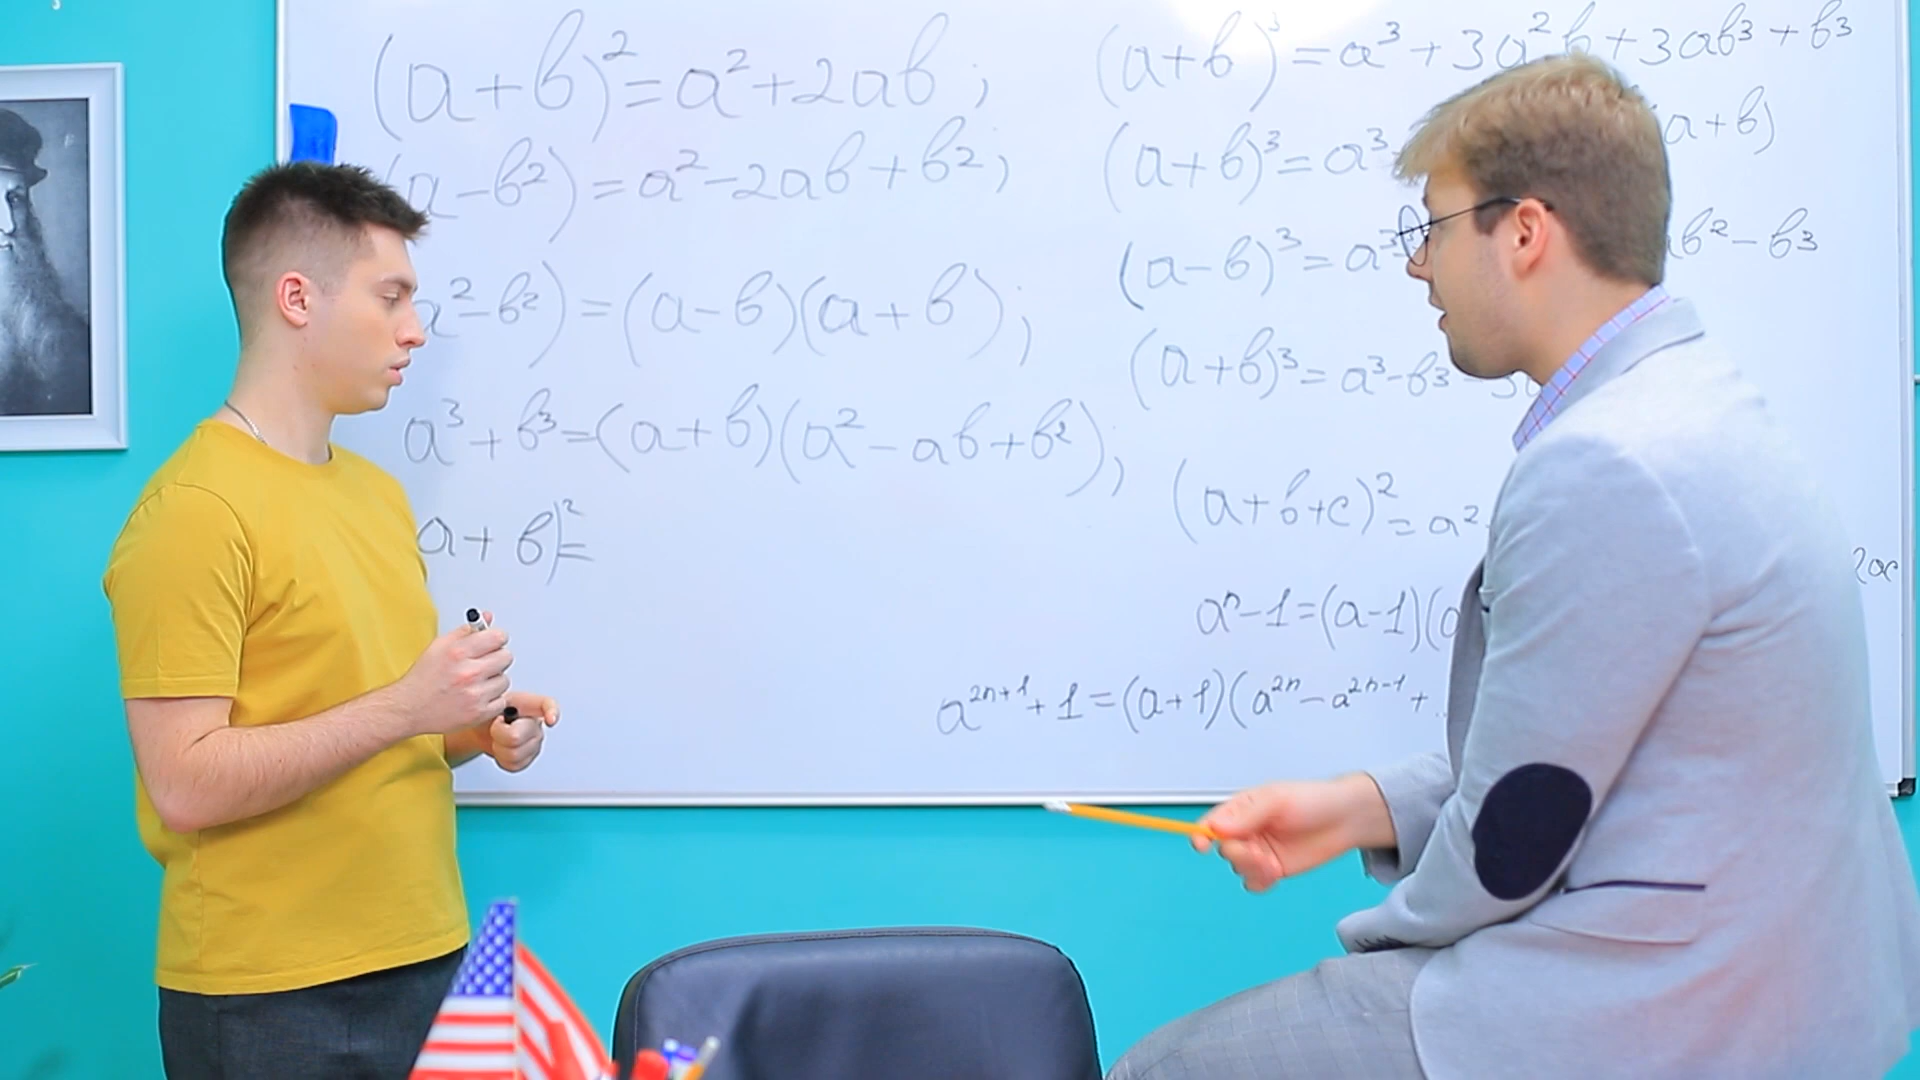 (a+b)²=a²+2ab;
(a-b²)=a²-2ab+b²;
a²-b²)=(a-b)(a+b);
a³+b³=(a+b)(a²-ab+b²);
a+b)²=
(a+b)³=a³+3a²b+3ab³+b³
(a+b)³=a³ a+b)
(a-b)³=a³ b²-b³
(a+b)³=a³-b³-3
(a+b+c)²=a² 2ac
aⁿ-1=(a-1)(a
a²ⁿ⁺¹+1=(a+1)(a²ⁿ-a²ⁿ⁻¹+..